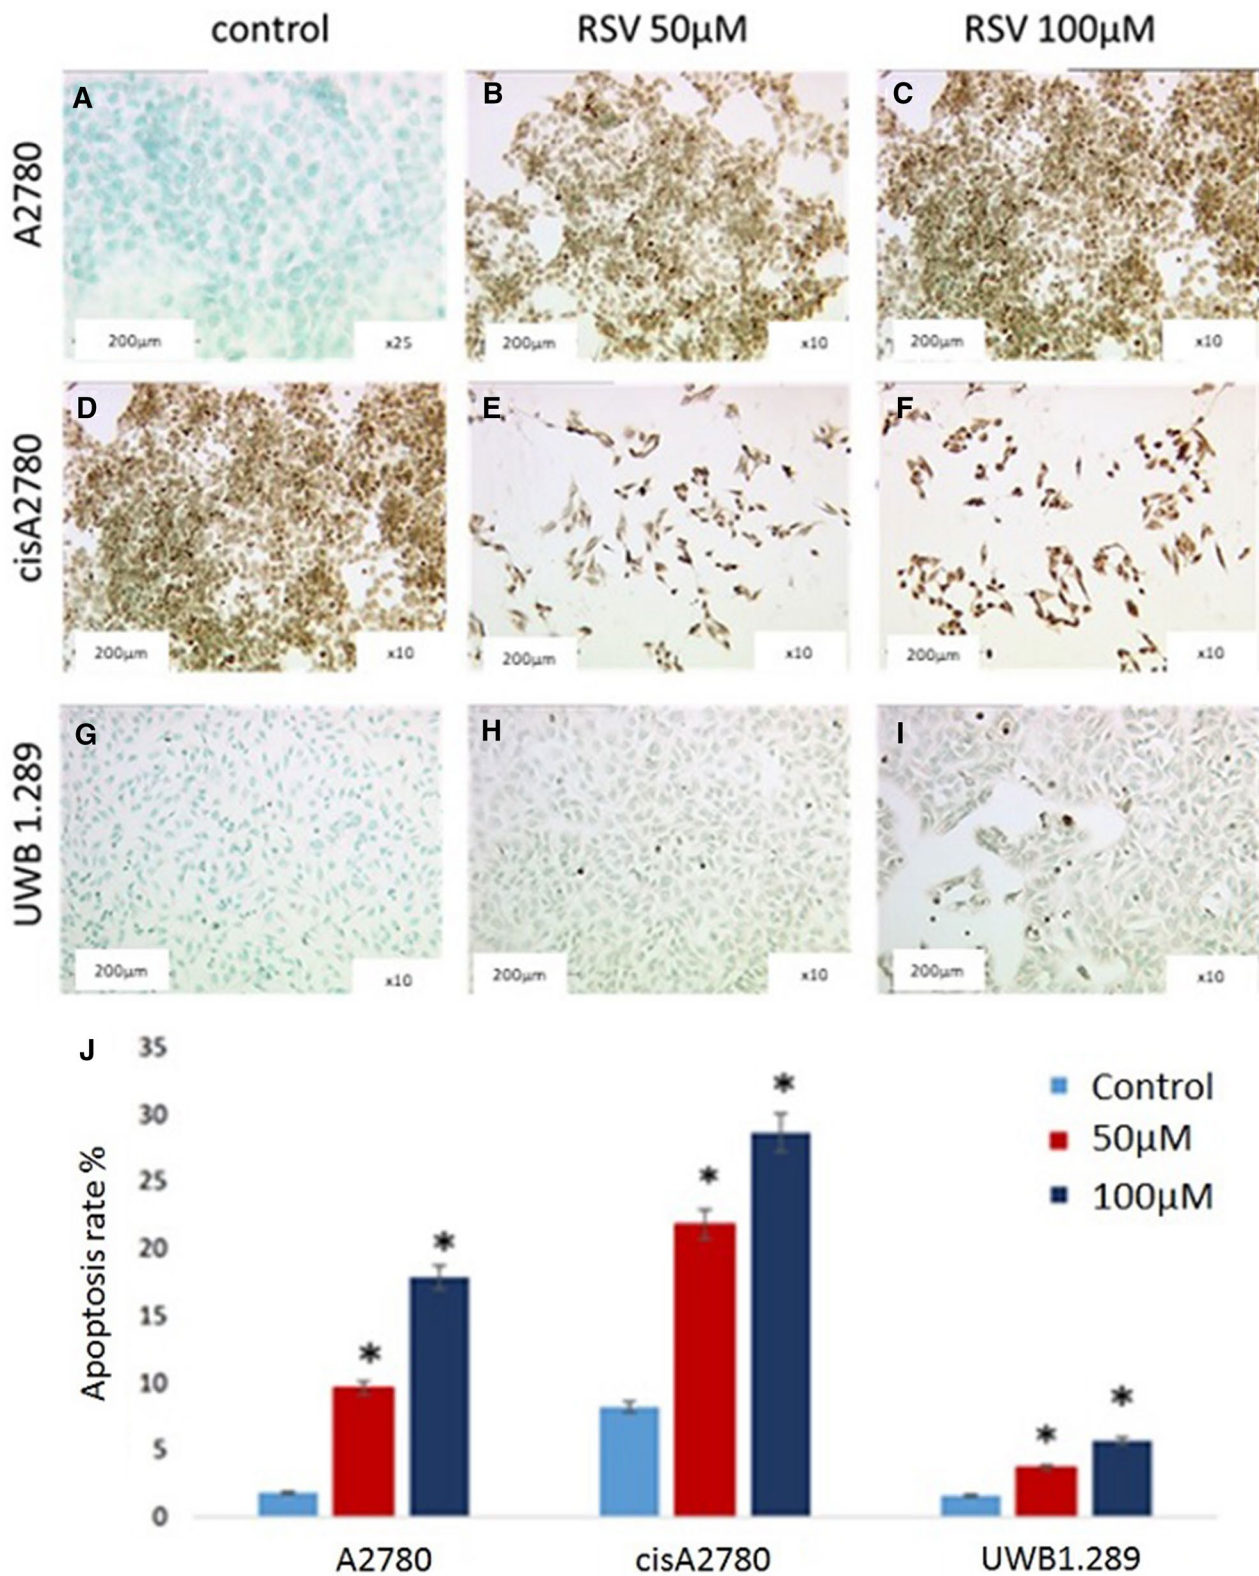 control RSV 50µM RSV 100µM
A2780
A
200µm
x25
B
200µm
x10
C
200µm
x10
cisA2780
D
200µm
x10
E
200µm
x10
F
200µm
x10
UWB 1.289
G
200µm
x10
H
200µm
x10
I
200µm
x10
J
Apoptosis rate %
35
30
25
20
15
10
5
0
*
*
*
*
*
*
Control
50µM
100µM
A2780 cisA2780 UWB1.289